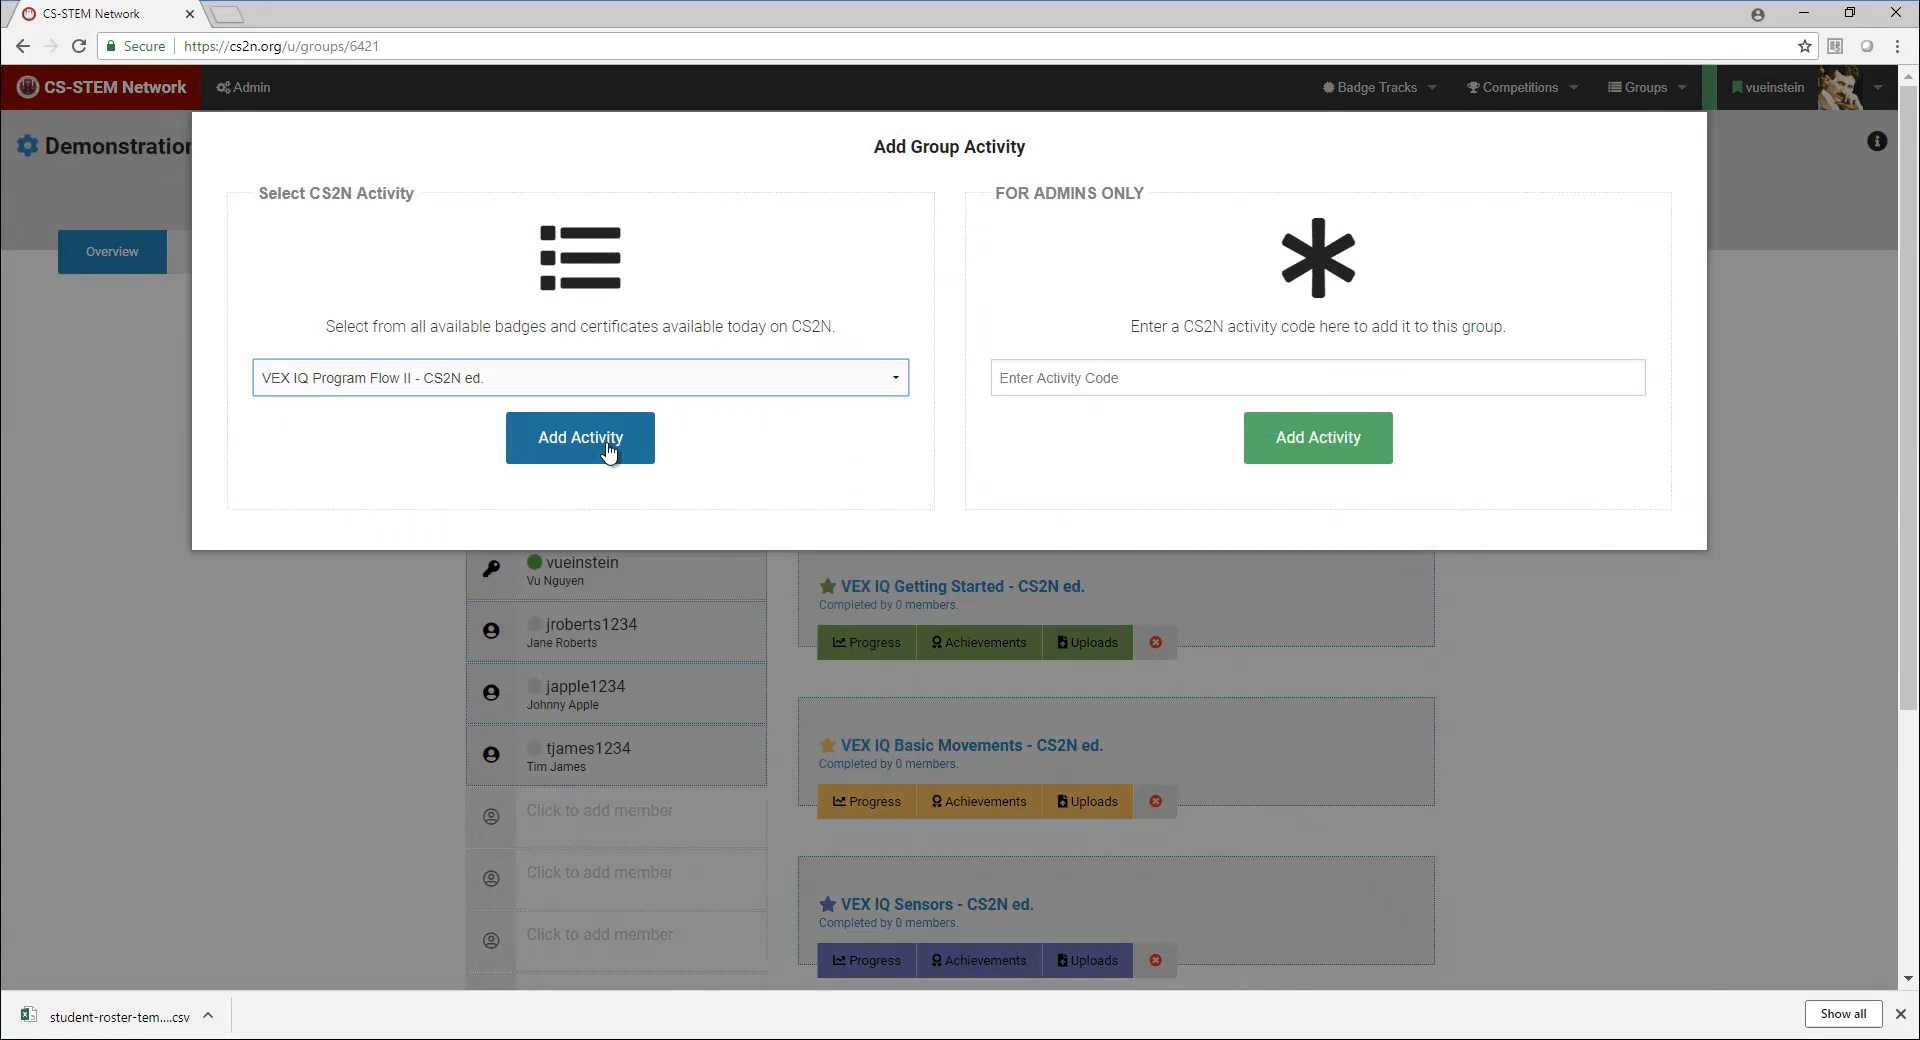 CS-STEM Network
Secure https://cs2n.org/u/groups/6421
CS-STEM Network Admin Badge Tracks Competitions Groups vueinstein
Demonstration
Overview
Add Group Activity
Select CS2N Activity
Select from all available badges and certificates available today on CS2N.
VEX IQ Program Flow II - CS2N ed.
Add Activity
FOR ADMINS ONLY
Enter a CS2N activity code here to add it to this group.
Enter Activity Code
Add Activity
vueinstein
Vu Nguyen
jroberts1234
Jane Roberts
japple1234
Johnny Apple
tjames1234
Tim James
Click to add member
Click to add member
Click to add member
VEX IQ Getting Started - CS2N ed.
Completed by 0 members.
Progress Achievements Uploads
VEX IQ Basic Movements - CS2N ed.
Completed by 0 members.
Progress Achievements Uploads
VEX IQ Sensors - CS2N ed.
Completed by 0 members.
Progress Achievements Uploads
student-roster-tem....csv
Show all